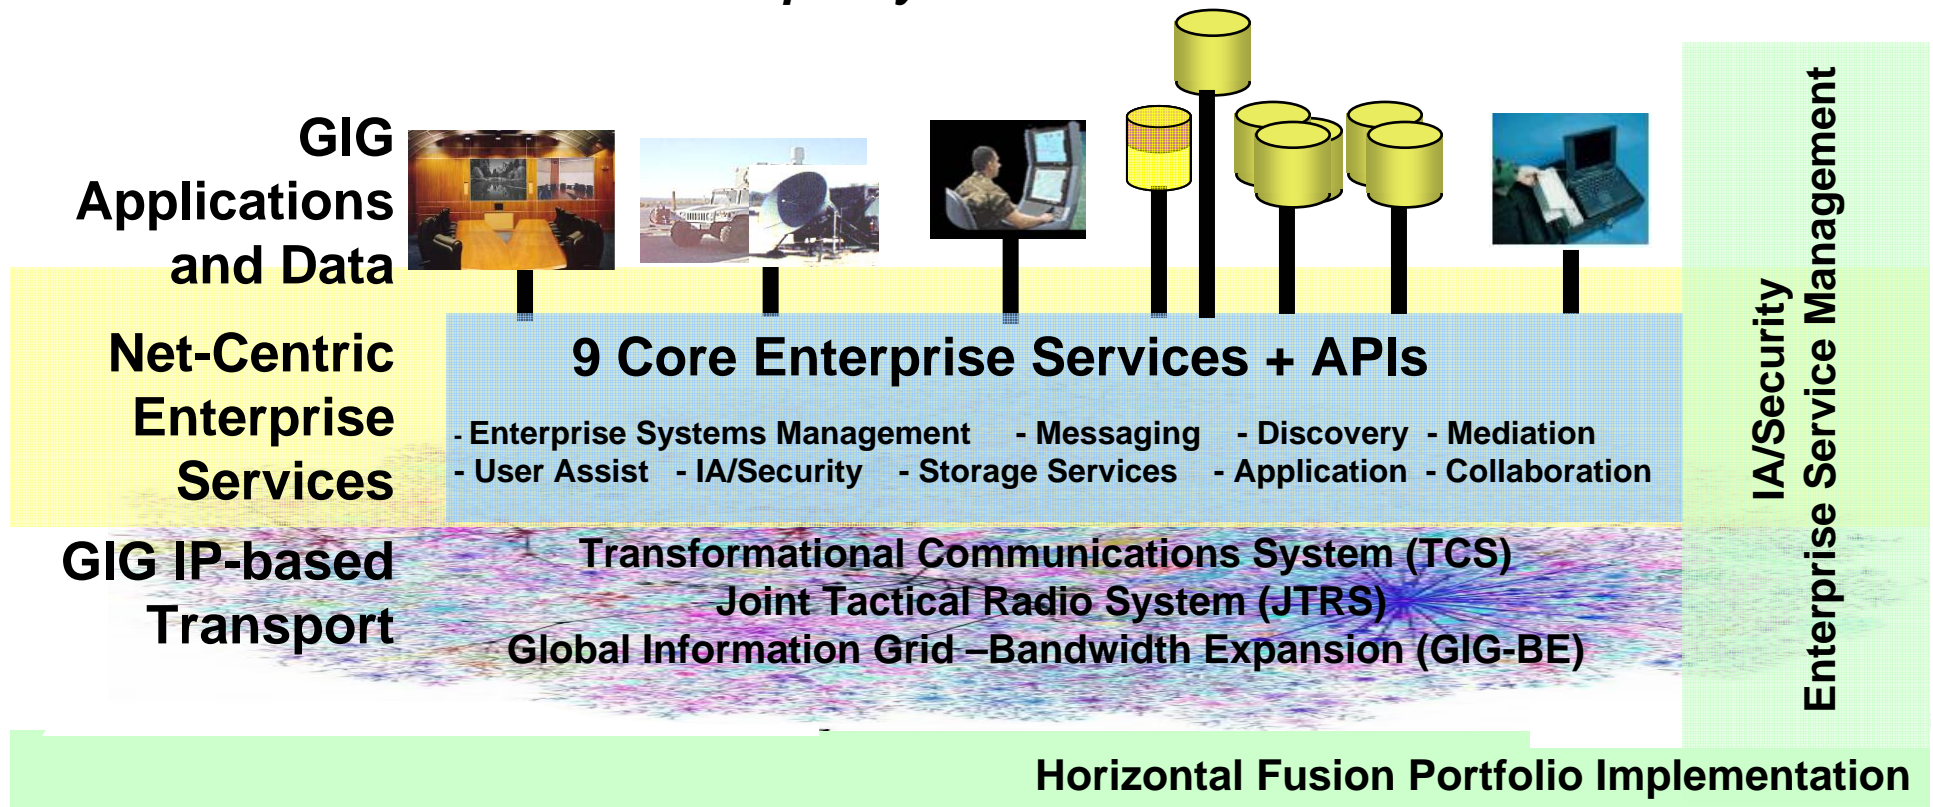 GIG
Applications
and Data
Net-Centric
Enterprise
Services
9 Core Enterprise Services + APIs
- Enterprise Systems Management - Messaging - Discovery - Mediation
- User Assist - IA/Security - Storage Services - Application - Collaboration
GIG IP-based
Transport
Transformational Communications System (TCS)
Joint Tactical Radio System (JTRS)
Global Information Grid –Bandwidth Expansion (GIG-BE)
IA/Security
Enterprise Service Management
Horizontal Fusion Portfolio Implementation